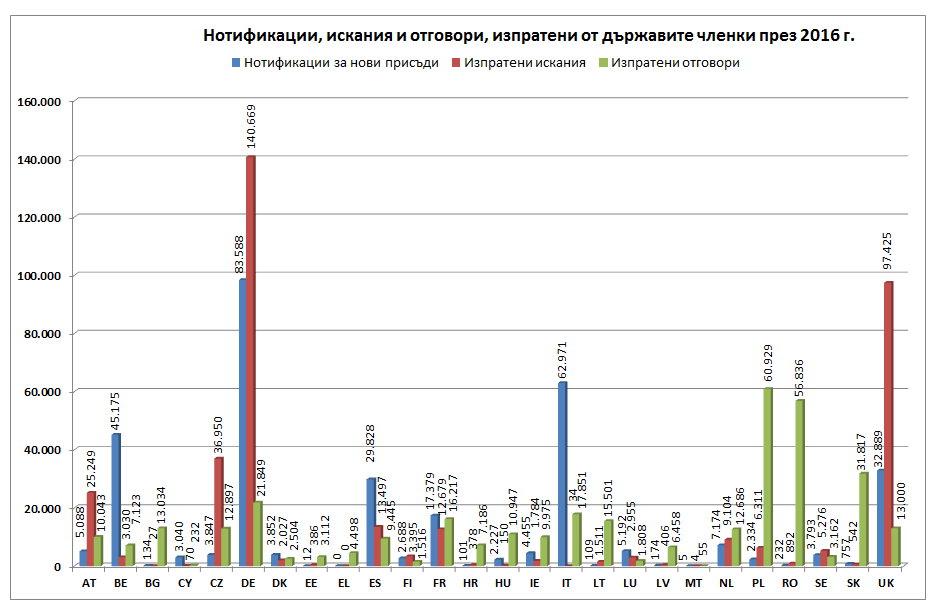 Нотификации, искания и отговори, изпратени от държавите членки през 2016 г.
Нотификации за нови присъди Изпратени искания Изпратени отговори
160.000
140.000
120.000
100.000
80.000
60.000
40.000
20.000
0
5.088 25.249 10.043
45.175 3.030 7.123
134 27 13.034
3.040 70 232
3.847 36.950 12.897
83.588 140.669 21.849
3.852 2.027 2.504
12 386 3.112
0 0 4.498
29.828 13.497 9.445
2.688 3.395 1.516
17.379 12.679 16.217
101 378 7.186
2.227 150 10.947
4.455 1.784 9.975
62.971 34 17.851
109 1.511 15.501
5.192 2.955 1.808
174 406 6.458
4 55
7.174 9.104 12.686
2.334 6.311 60.929
232 892 56.836
3.793 5.276 3.162
757 542 31.817
32.889 97.425 13.000
AT BE BG CY CZ DE DK EE EL ES FI FR HR HU IE IT LT LU LV MT NL PL RO SE SK UK